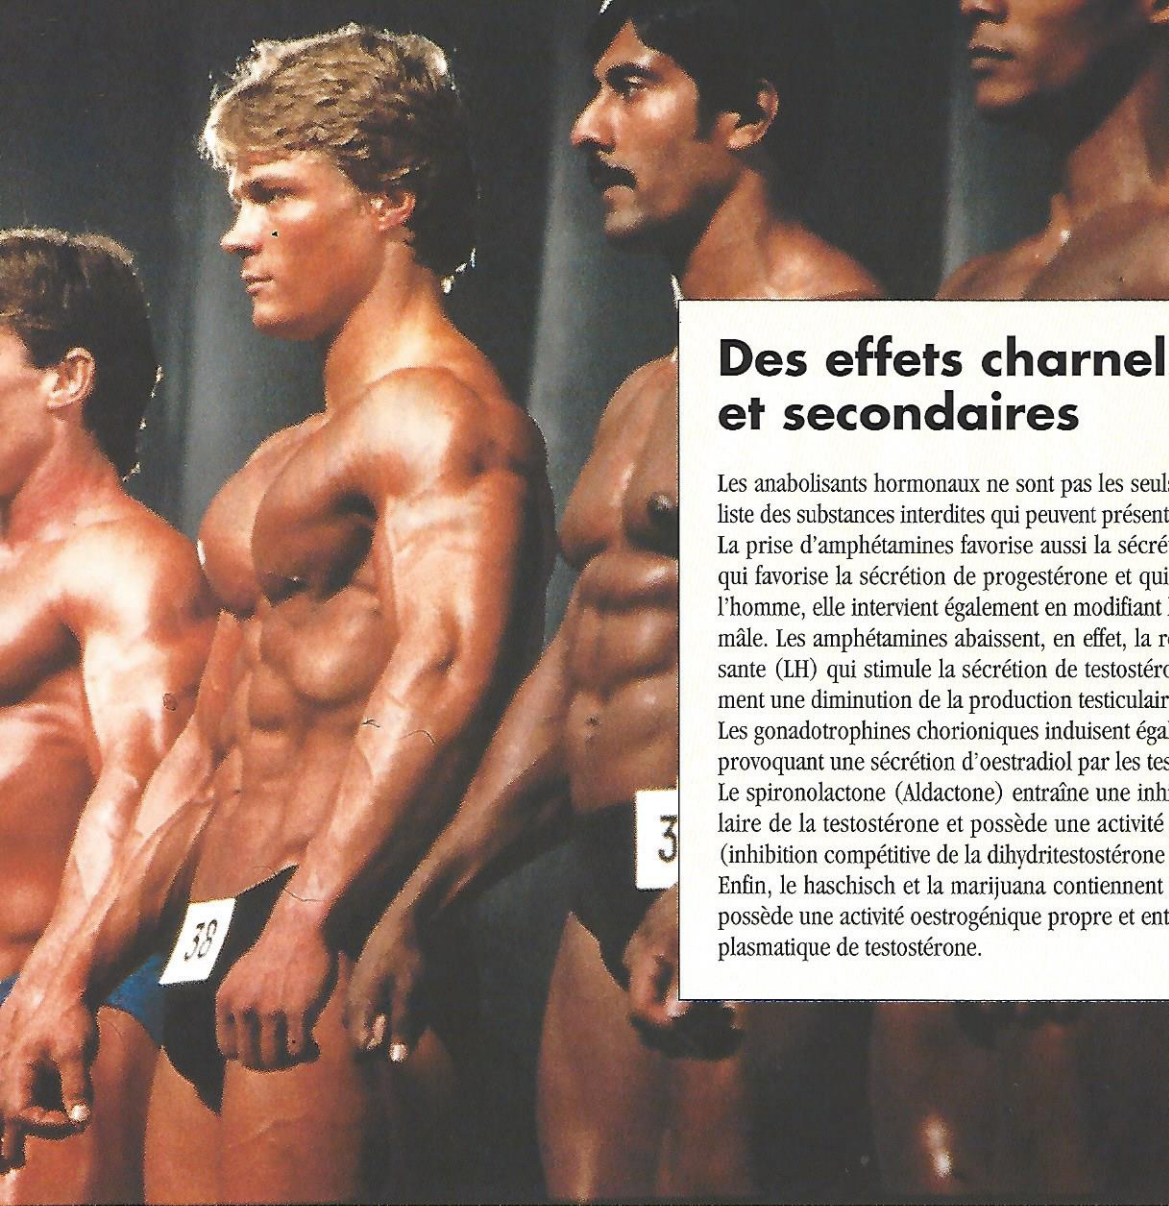 Des effets charnel
et secondaires
Les anabolisants hormonaux ne sont pas les seuls
liste des substances interdites qui peuvent présent
La prise d'amphétamines favorise aussi la sécré
qui favorise la sécrétion de progestérone et qui
l'homme, elle intervient également en modifiant
mâle. Les amphétamines abaissent, en effet, la r
sante (LH) qui stimule la sécrétion de testostéro
ment une diminution de la production testiculair
Les gonadotrophines chorioniques induisent éga
provoquant une sécrétion d'oestradiol par les tes
Le spironolactone (Aldactone) entraîne une inh
laire de la testostérone et possède une activité
(inhibition compétitive de la dihydritestostérone
Enfin, le haschisch et la marijuana contiennent
possède une activité oestrogénique propre et ent
plasmatique de testostérone.
38
3